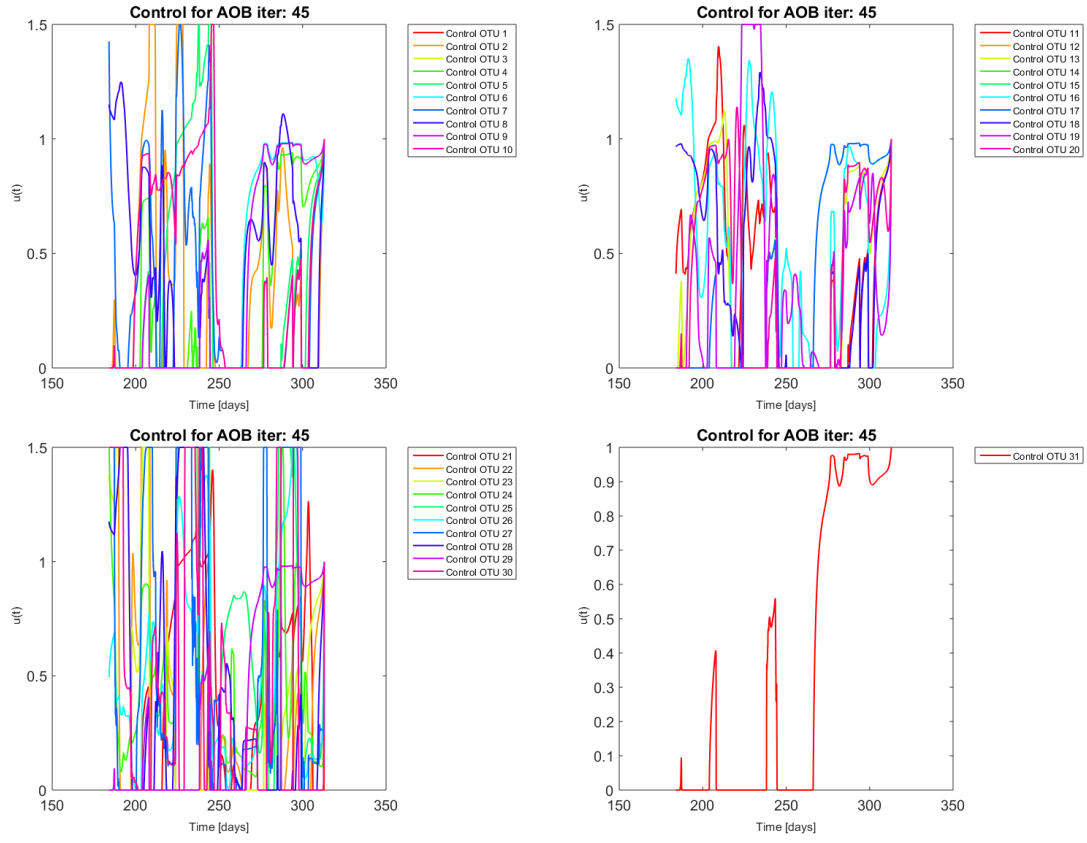 Control for AOB iter: 45
1.5
1
0.5
0
u(t)
150
200
250
300
350
Time [days]
Control OTU 1
Control OTU 2
Control OTU 3
Control OTU 4
Control OTU 5
Control OTU 6
Control OTU 7
Control OTU 8
Control OTU 9
Control OTU 10
Control for AOB iter: 45
1.5
1
0.5
0
u(t)
150
200
250
300
350
Time [days]
Control OTU 11
Control OTU 12
Control OTU 13
Control OTU 14
Control OTU 15
Control OTU 16
Control OTU 17
Control OTU 18
Control OTU 19
Control OTU 20
Control for AOB iter: 45
1.5
1
0.5
0
u(t)
150
200
250
300
350
Time [days]
Control OTU 21
Control OTU 22
Control OTU 23
Control OTU 24
Control OTU 25
Control OTU 26
Control OTU 27
Control OTU 28
Control OTU 29
Control OTU 30
Control for AOB iter: 45
1
0.9
0.8
0.7
0.6
0.5
0.4
0.3
0.2
0.1
0
u(t)
150
200
250
300
350
Time [days]
Control OTU 31